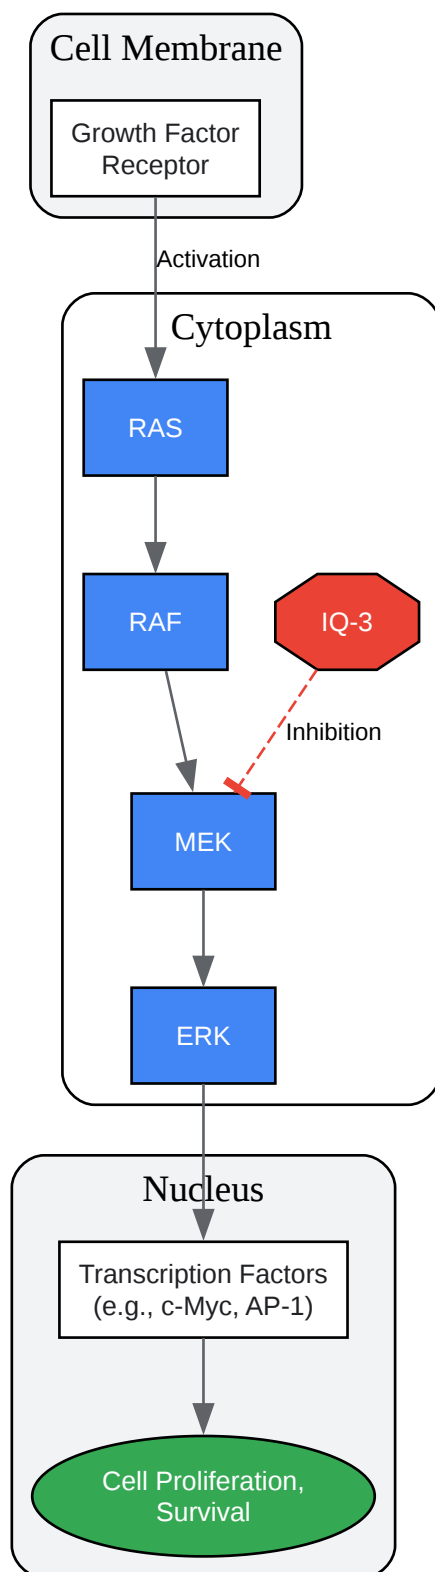 Cell Membrane
Growth Factor
Receptor
Activation
Cytoplasm
RAS
RAF
IQ-3
Inhibition
MEK
ERK
Nucleus
Transcription Factors
(e.g., c-Myc, AP-1)
Cell Proliferation,
Survival